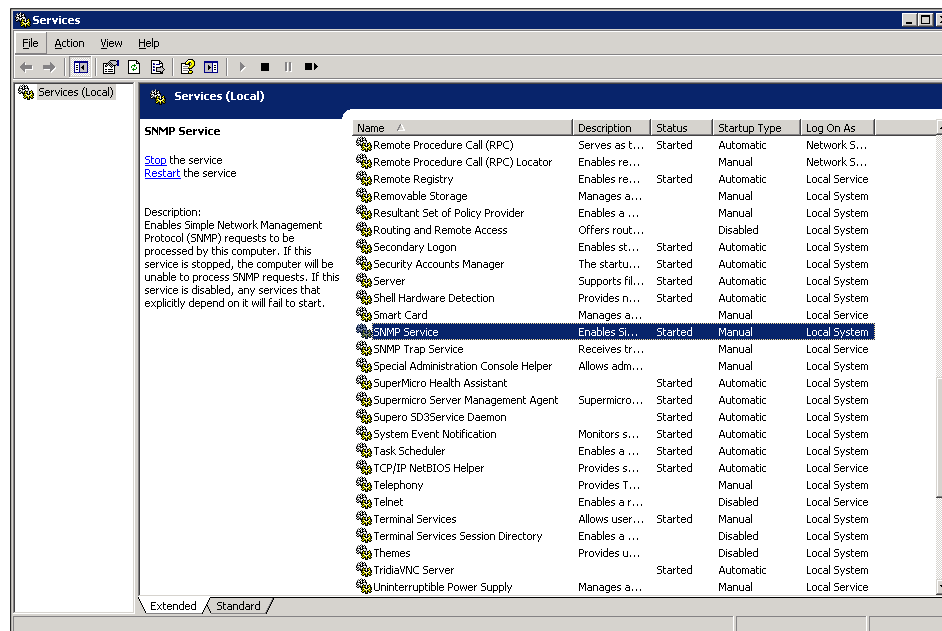 Services
File Action View Help
Services (Local)
Services (Local)
SNMP Service
Stop the service
Restart the service
Description:
Enables Simple Network Management
Protocol (SNMP) requests to be
processed by this computer. If this
service is stopped, the computer will be
unable to process SNMP requests. If this
service is disabled, any services that
explicitly depend on it will fail to start.
Name Description Status Startup Type Log On As
Remote Procedure Call (RPC) Serves as t... Started Automatic Network S...
Remote Procedure Call (RPC) Locator Enables re... Manual Network S...
Remote Registry Enables re... Started Automatic Local Service
Removable Storage Manages a... Manual Local System
Resultant Set of Policy Provider Enables a ... Manual Local System
Routing and Remote Access Offers rout... Disabled Local System
Secondary Logon Enables st... Started Automatic Local System
Security Accounts Manager The startu... Started Automatic Local System
Server Supports fil... Started Automatic Local System
Shell Hardware Detection Provides n... Started Automatic Local System
Smart Card Manages a... Manual Local Service
SNMP Service Enables Si... Started Manual Local System
SNMP Trap Service Receives tr... Manual Local Service
Special Administration Console Helper Allows adm... Manual Local System
SuperMicro Health Assistant Started Automatic Local System
Supermicro Server Management Agent Supermicro... Started Automatic Local System
Supero SD3Service Daemon Started Automatic Local System
System Event Notification Monitors s... Started Automatic Local System
Task Scheduler Enables a ... Started Automatic Local System
TCP/IP NetBIOS Helper Provides s... Started Automatic Local Service
Telephony Provides T... Manual Local System
Telnet Enables a r... Disabled Local Service
Terminal Services Allows user... Started Manual Local System
Terminal Services Session Directory Enables a ... Disabled Local System
Themes Provides u... Disabled Local System
TridiaVNC Server Started Automatic Local System
Uninterruptible Power Supply Manages a... Manual Local Service
Extended Standard